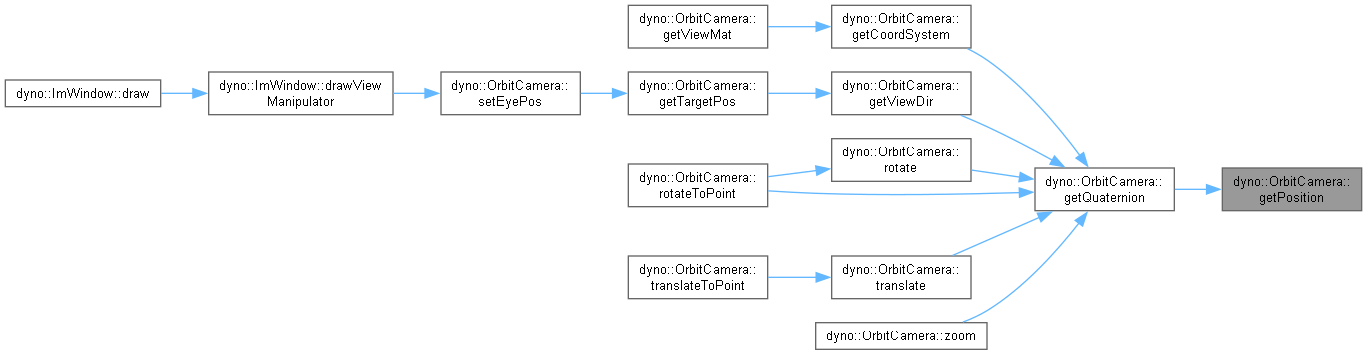 dyno::OrbitCamera::
getViewMat
dyno::OrbitCamera::
getCoordSystem
dyno::ImWindow::draw
dyno::ImWindow::drawView
Manipulator
dyno::OrbitCamera::
setEyePos
dyno::OrbitCamera::
getTargetPos
dyno::OrbitCamera::
getViewDir
dyno::OrbitCamera::
rotateToPoint
dyno::OrbitCamera::
rotate
dyno::OrbitCamera::
getQuaternion
dyno::OrbitCamera::
getPosition
dyno::OrbitCamera::
translateToPoint
dyno::OrbitCamera::
translate
dyno::OrbitCamera::zoom